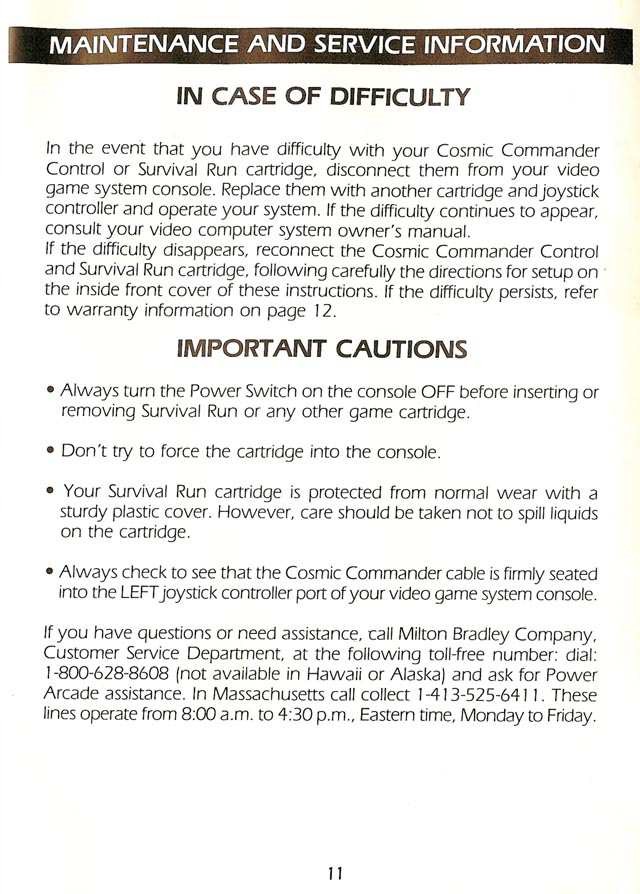 MAINTENANCE AND SERVICE INFORMATION
IN CASE OF DIFFICULTY
In the event that you have difficulty with your Cosmic Commander
Control or Survival Run cartridge, disconnect them from your video
game system console. Replace them with another cartridge and joystick
controller and operate your system. If the difficulty continues to appear,
consult your video computer system owner's manual.
If the difficulty disappears, reconnect the Cosmic Commander Control
and Survival Run cartridge, following carefully the directions for setup on
the inside front cover of these instructions. If the difficulty persists, refer
to warranty information on page 12.
IMPORTANT CAUTIONS
• Always turn the Power Switch on the console OFF before inserting or
removing Survival Run or any other game cartridge.
• Don't try to force the cartridge into the console.
• Your Survival Run cartridge is protected from normal wear with a
sturdy plastic cover. However, care should be taken not to spill liquids
on the cartridge.
• Always check to see that the Cosmic Commander cable is firmly seated
into the LEFT joystick controller port of your video game system console.
If you have questions or need assistance, call Milton Bradley Company,
Customer Service Department, at the following toll-free number: dial:
1-800-628-8608 (not available in Hawaii or Alaska) and ask for Power
Arcade assistance. In Massachusetts call collect 1-413-525-6411. These
lines operate from 8:00 a.m. to 4:30 p.m., Eastern time, Monday to Friday.
11